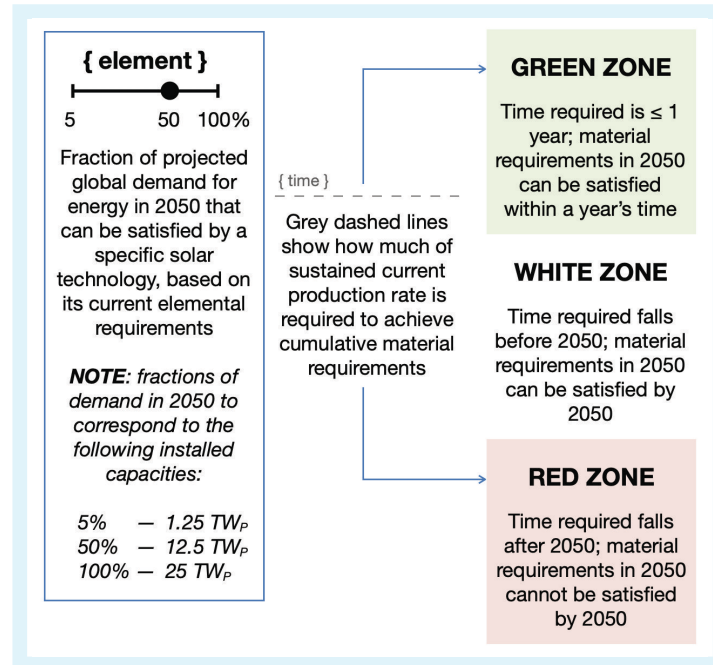 { element }
5 50 100%
Fraction of projected
global demand for
energy in 2050 that
can be satisfied by a
specific solar
technology, based on
its current elemental
requirements
NOTE: fractions of
demand in 2050 to
correspond to the
following installed
capacities:
5% — 1.25 TWP
50% — 12.5 TWP
100% — 25 TWP
{ time }
Grey dashed lines
show how much of
sustained current
production rate is
required to achieve
cumulative material
requirements
GREEN ZONE
Time required is ≤ 1
year; material
requirements in 2050
can be satisfied
within a year’s time
WHITE ZONE
Time required falls
before 2050; material
requirements in 2050
can be satisfied by
2050
RED ZONE
Time required falls
after 2050; material
requirements in 2050
cannot be satisfied
by 2050